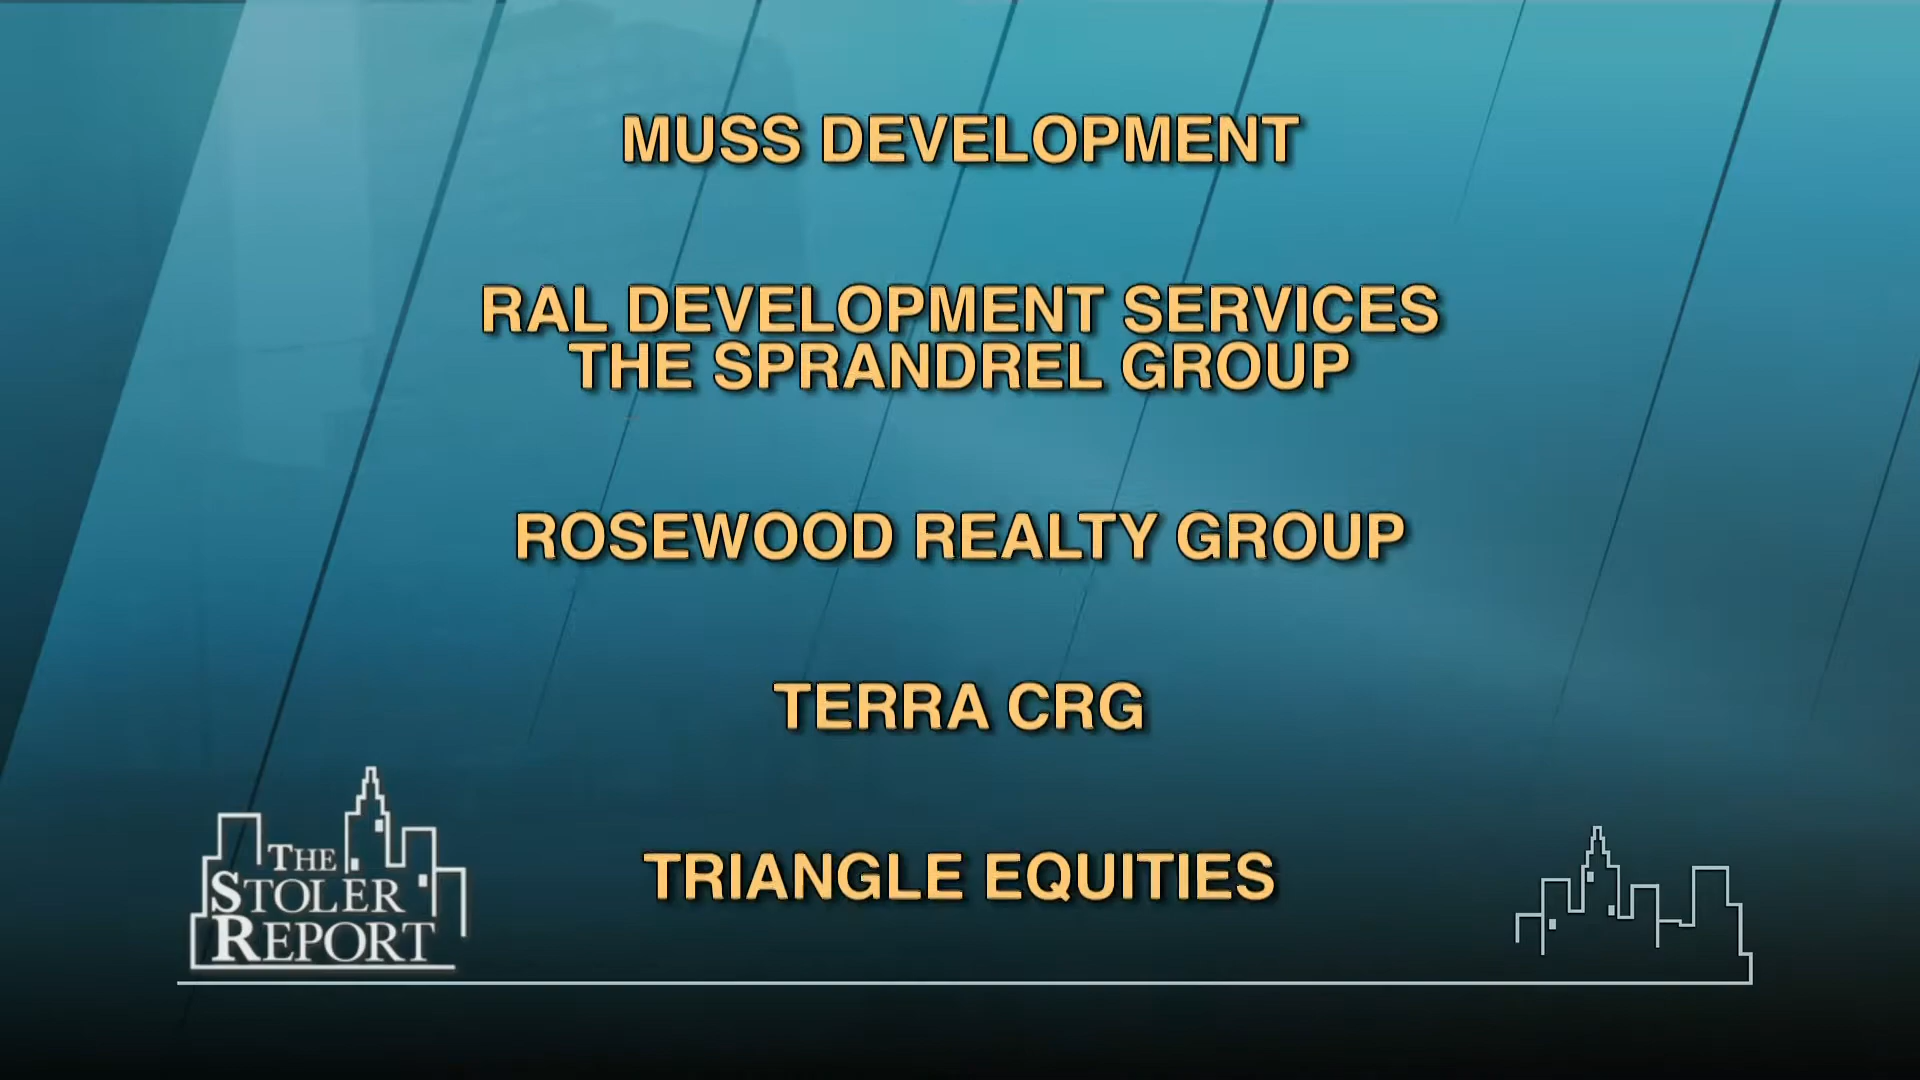 MUSS DEVELOPMENT
RAL DEVELOPMENT SERVICES
THE SPRANDREL GROUP
ROSEWOOD REALTY GROUP
TERRA CRG
TRIANGLE EQUITIES
THE
STOLER
REPORT